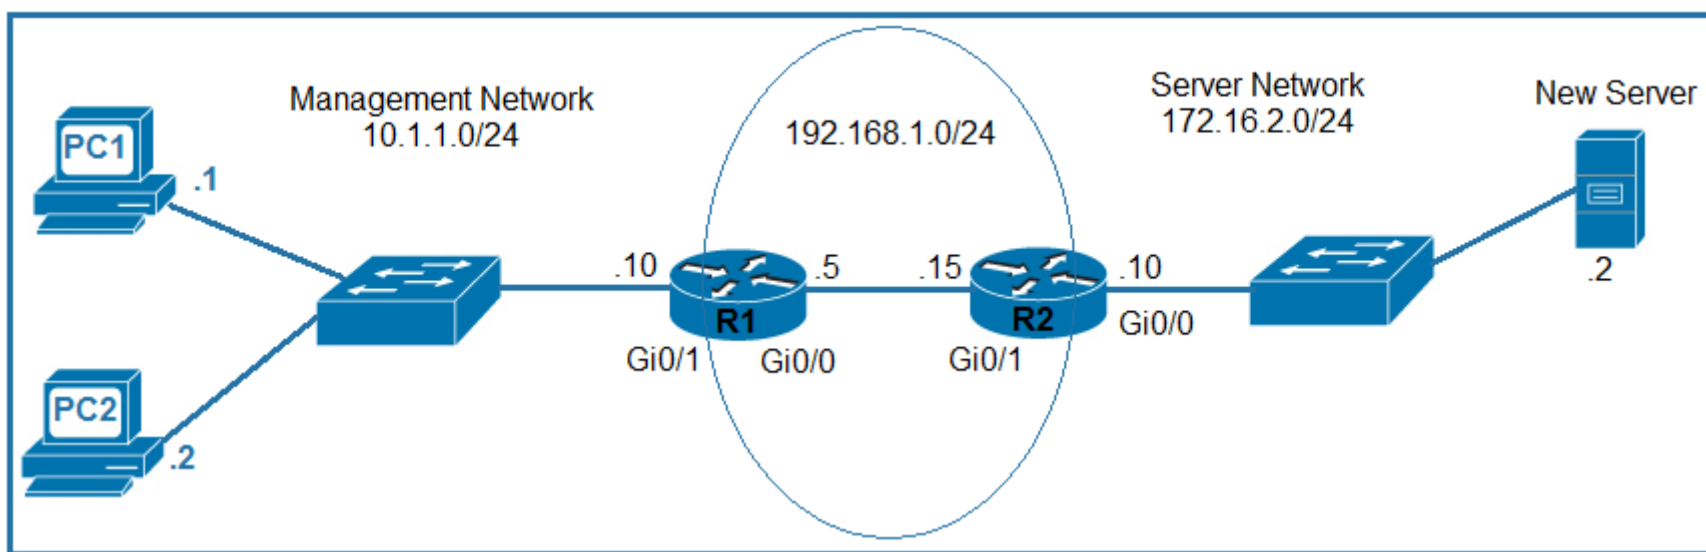 Management Network
10.1.1.0/24
192.168.1.0/24
Server Network
172.16.2.0/24
New Server
PC1
.1
.10
.5
.15
.10
.2
R1
R2
Gi0/0
Gi0/1
Gi0/0
Gi0/1
PC2
.2